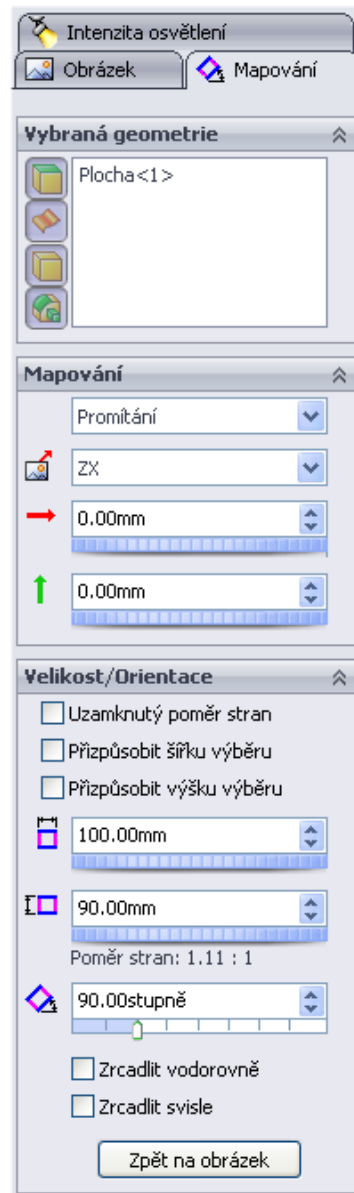 Intenzita osvětlení
Obrázek
Mapování
Vybraná geometrie
Plocha<1>
Mapování
Promítání
ZX
0.00mm
0.00mm
Velikost/Orientace
Uzamknutý poměr stran
Přizpůsobit šířku výběru
Přizpůsobit výšku výběru
100.00mm
90.00mm
Poměr stran: 1.11 : 1
90.00stupně
Zrcadlit vodorovně
Zrcadlit svisle
Zpět na obrázek